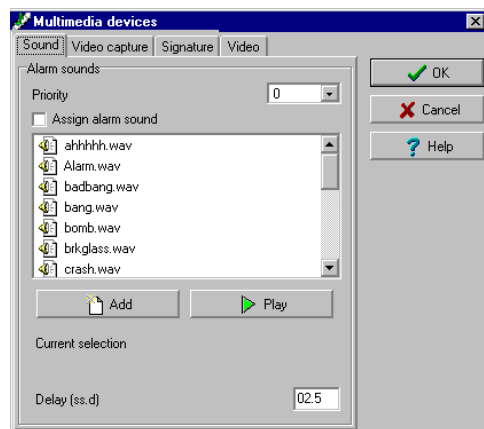 Multimedia devices
Sound Video capture Signature Video
Alarm sounds
Priority 0
Assign alarm sound
ahhhhh.wav
Alarm.wav
badbang.wav
bang.wav
bomb.wav
brkglass.wav
crash.wav
Add Play
Current selection
Delay (ss.d) 02.5
OK
Cancel
Help